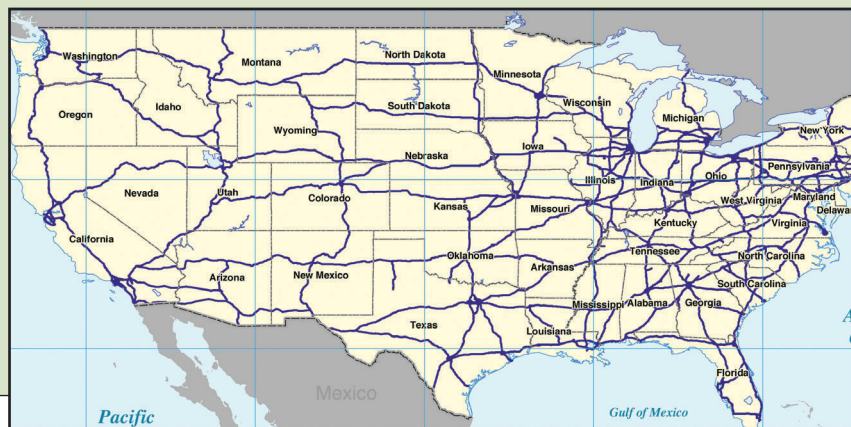 Washington
Montana
North Dakota
Minnesota
Oregon
Idaho
South Dakota
Wisconsin
Michigan
New York
Wyoming
Nebraska
Iowa
Pennsylvania
Nevada
Utah
Colorado
Kansas
Missouri
Illinois
Indiana
Ohio
West Virginia
Maryland
Delawa
Virginia
Kentucky
California
Arizona
New Mexico
Oklahoma
Arkansas
Tennessee
North Carolina
South Carolina
Texas
Louisiana
Mississippi
Alabama
Georgia
Florida
Mexico
Pacific
Gulf of Mexico
A